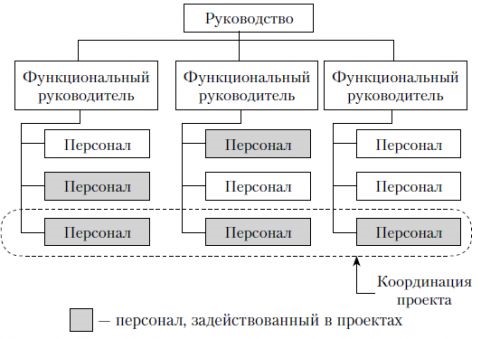 Руководство
Функциональный
руководитель
Функциональный
руководитель
Функциональный
руководитель
Персонал
Персонал
Персонал
Персонал
Персонал
Персонал
Персонал
Персонал
Персонал
Координация
проекта
— персонал, задействованный в проектах